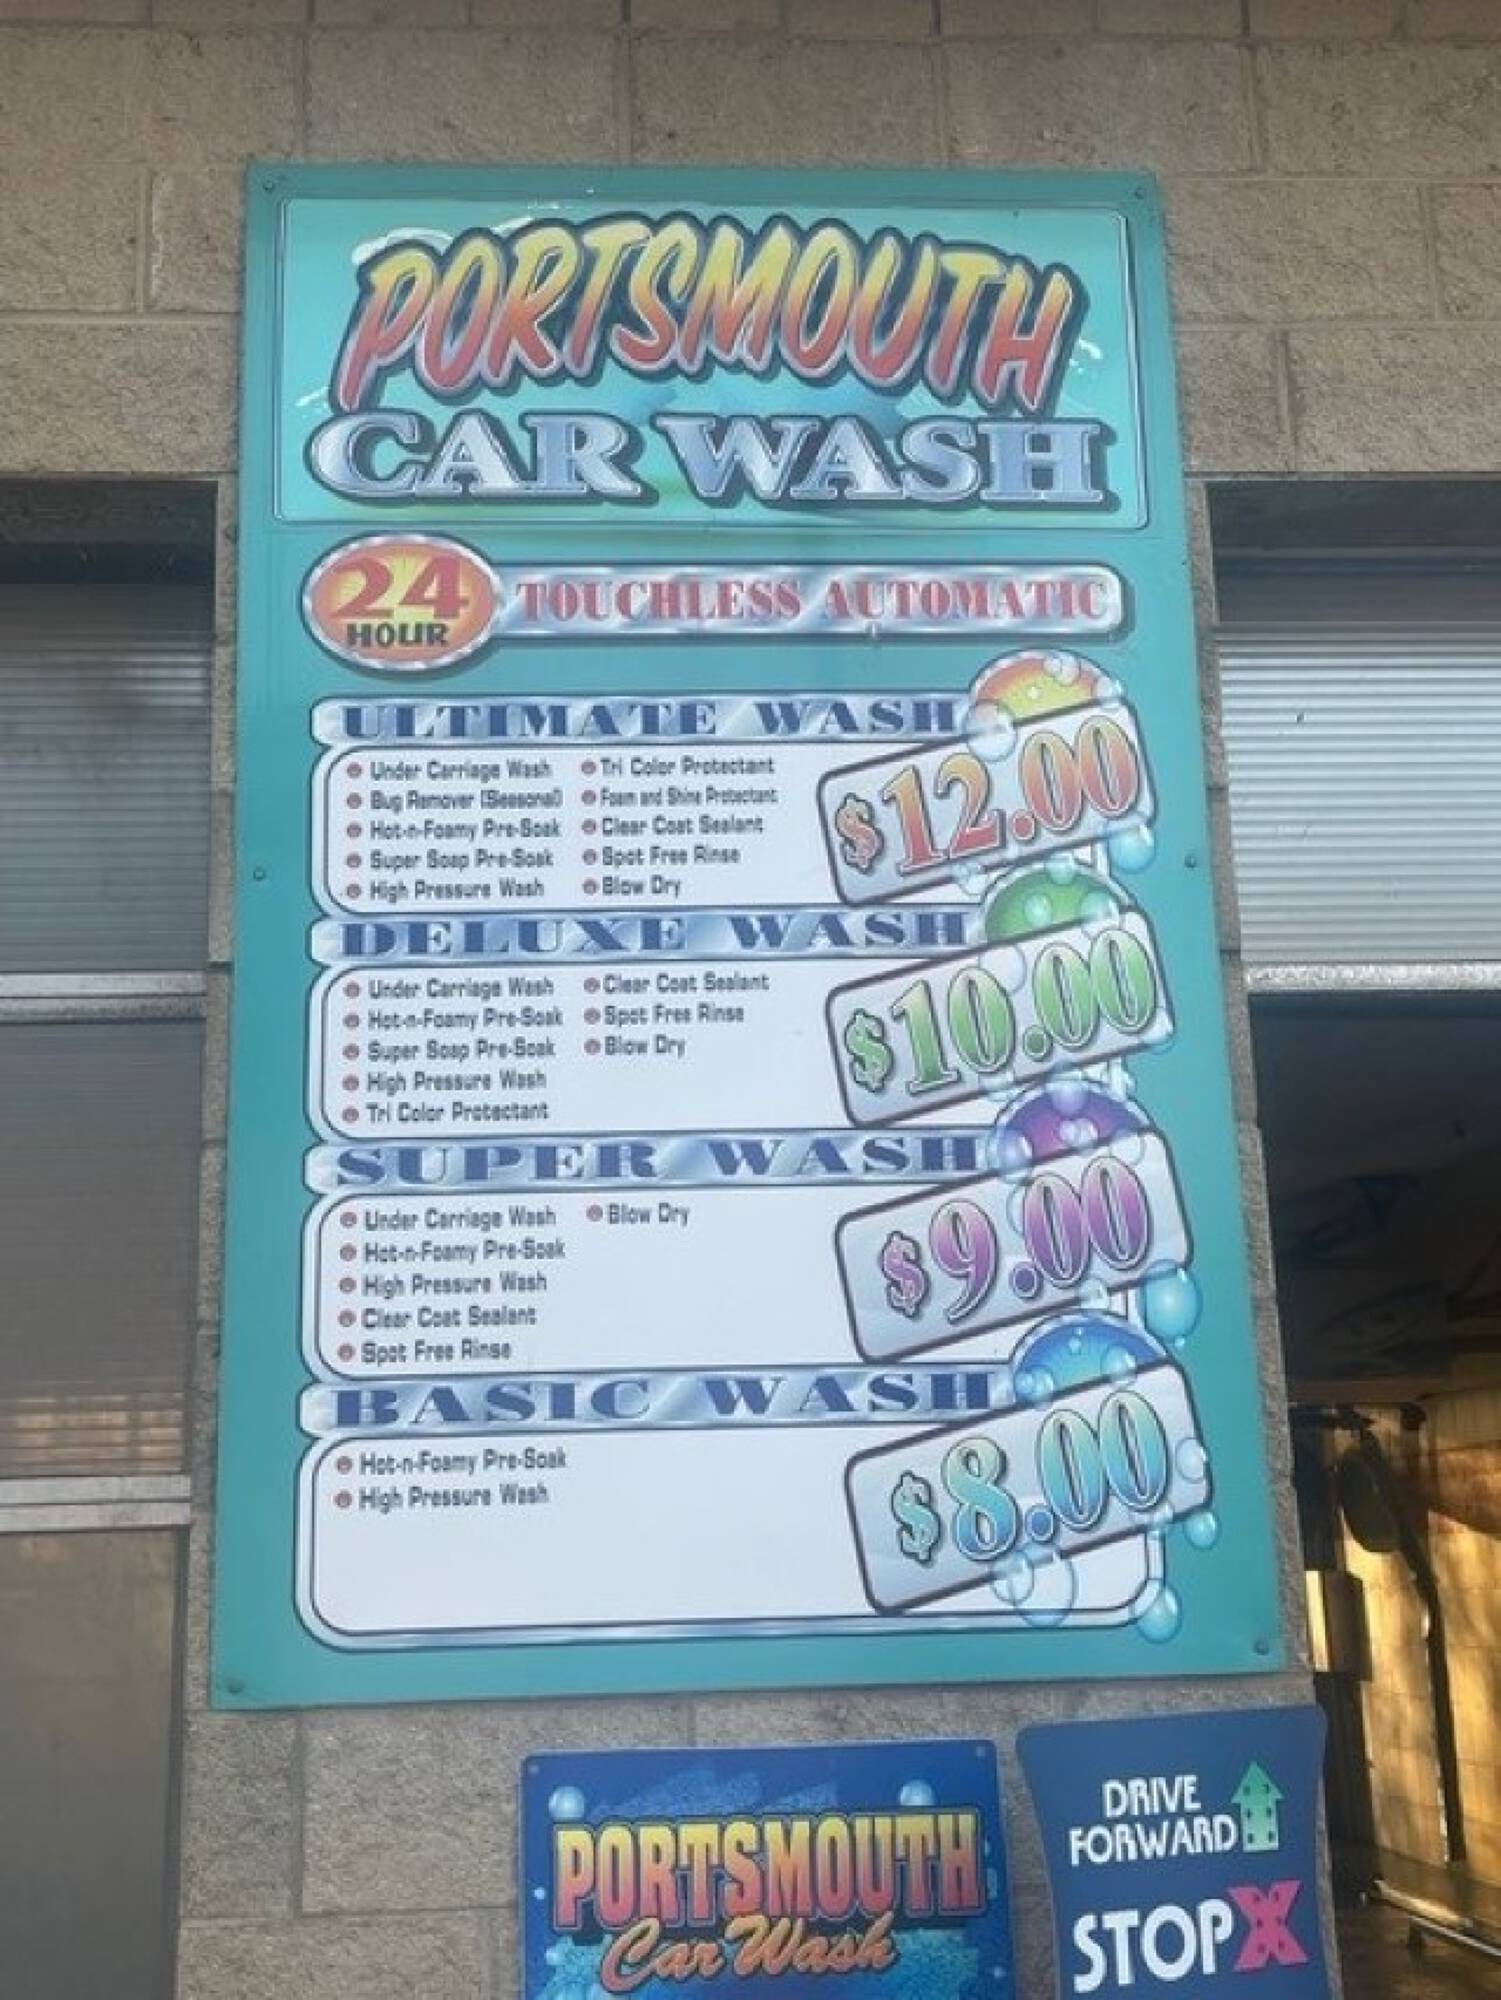 PORTSMOUTH
CAR WASH
24
HOUR
TOUCHLESS AUTOMATIC
ULTIMATE WASH
$12.00
Under Carriage Wash
Bug Remover (Seasonal)
Hot-n-Foamy Pre-Soak
Super Soap Pre-Soak
High Pressure Wash
Tri Color Protectant
Foam and Shine Protectant
Clear Coat Sealant
Spot Free Rinse
Blow Dry
DELUXE WASH
$10.00
Under Carriage Wash
Hot-n-Foamy Pre-Soak
Super Soap Pre-Soak
High Pressure Wash
Tri Color Protectant
Clear Coat Sealant
Spot Free Rinse
Blow Dry
SUPER WASH
$9.00
Under Carriage Wash
Hot-n-Foamy Pre-Soak
High Pressure Wash
Clear Coat Sealant
Spot Free Rinse
Blow Dry
BASIC WASH
$8.00
Hot-n-Foamy Pre-Soak
High Pressure Wash
PORTSMOUTH
Car Wash
DRIVE
FORWARD
STOP